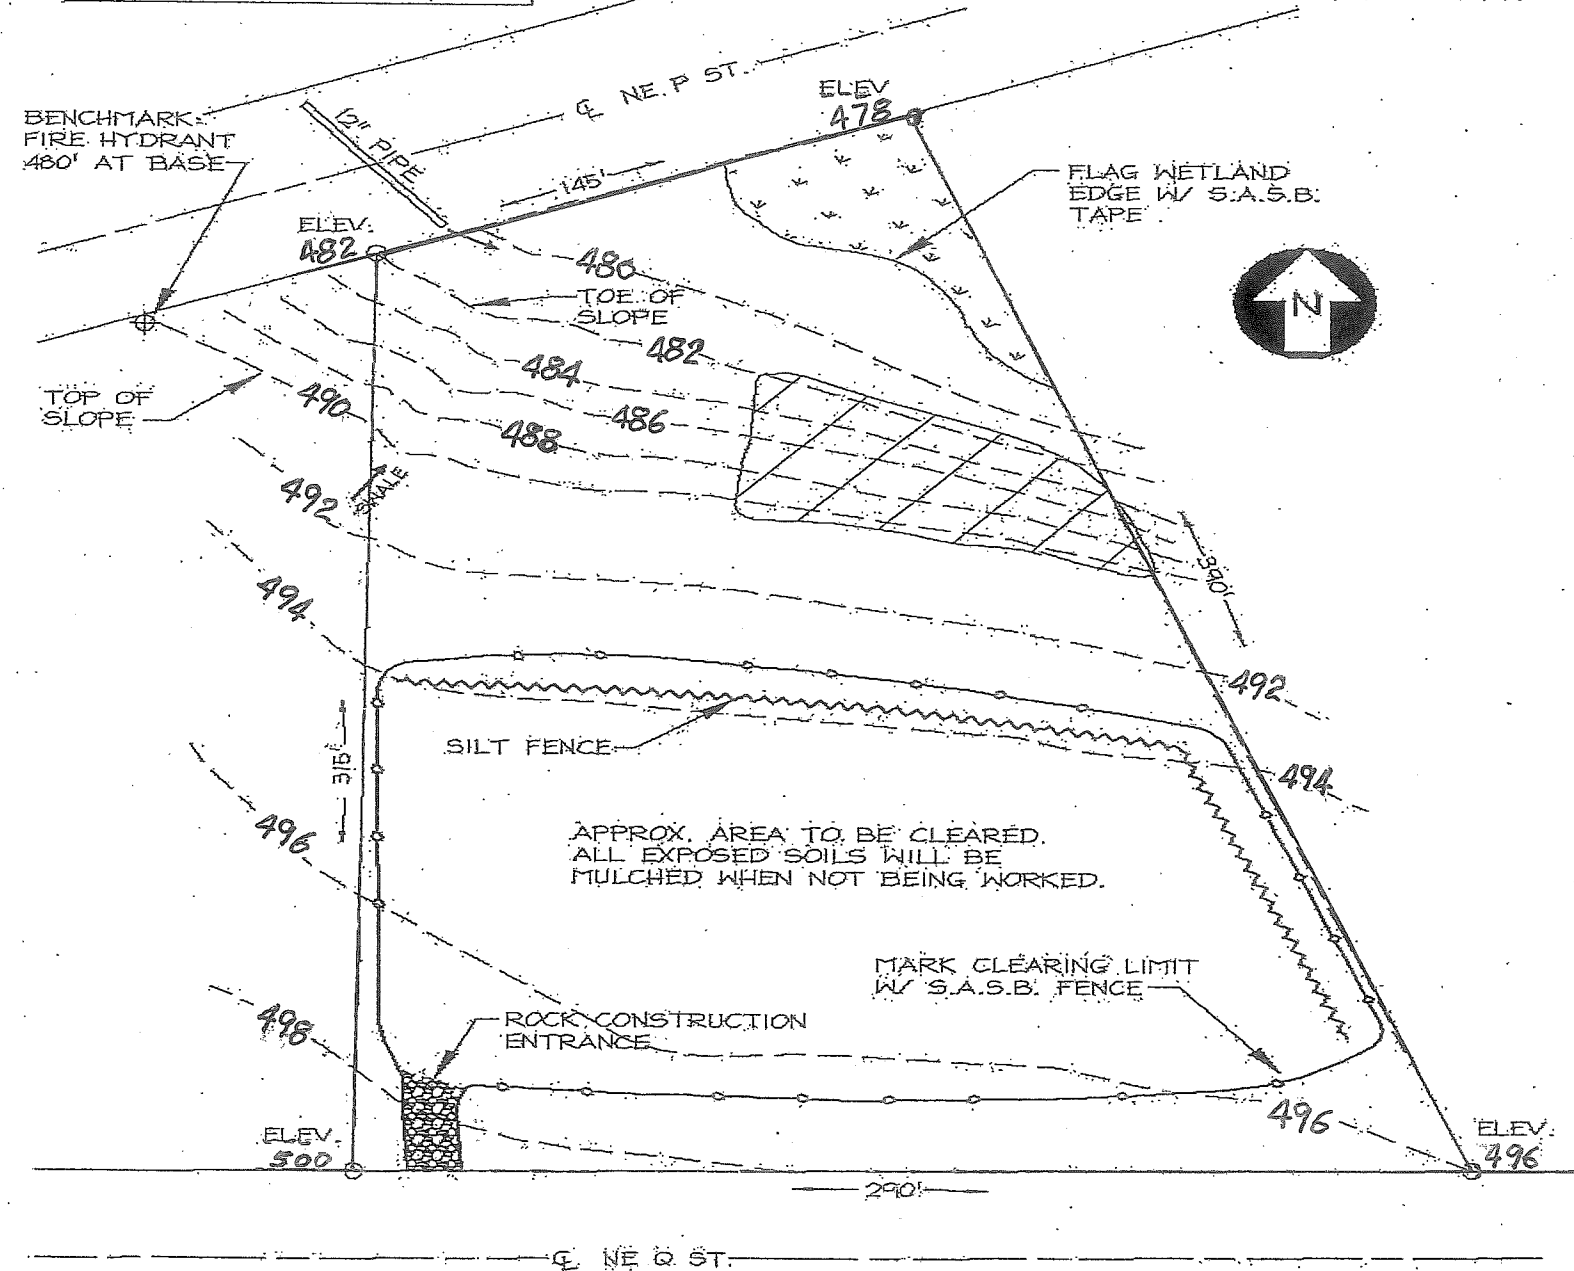 BENCHMARK:
FIRE HYDRANT
480' AT BASE
12" PIPE
℄ NE. P ST.
ELEV
478
145'
FLAG WETLAND
EDGE W/ S.A.S.B.
TAPE
ELEV.
482
480
TOE OF
SLOPE
N
482
484
TOP OF
SLOPE
490
486
488
492
SWALE
390'
494
492
SILT FENCE
315'
494
496
APPROX. AREA TO BE CLEARED.
ALL EXPOSED SOILS WILL BE
MULCHED WHEN NOT BEING WORKED.
MARK CLEARING LIMIT
W/ S.A.S.B. FENCE
498
ROCK CONSTRUCTION
ENTRANCE
496
ELEV.
500
ELEV.
496
290'
℄ NE Q ST.